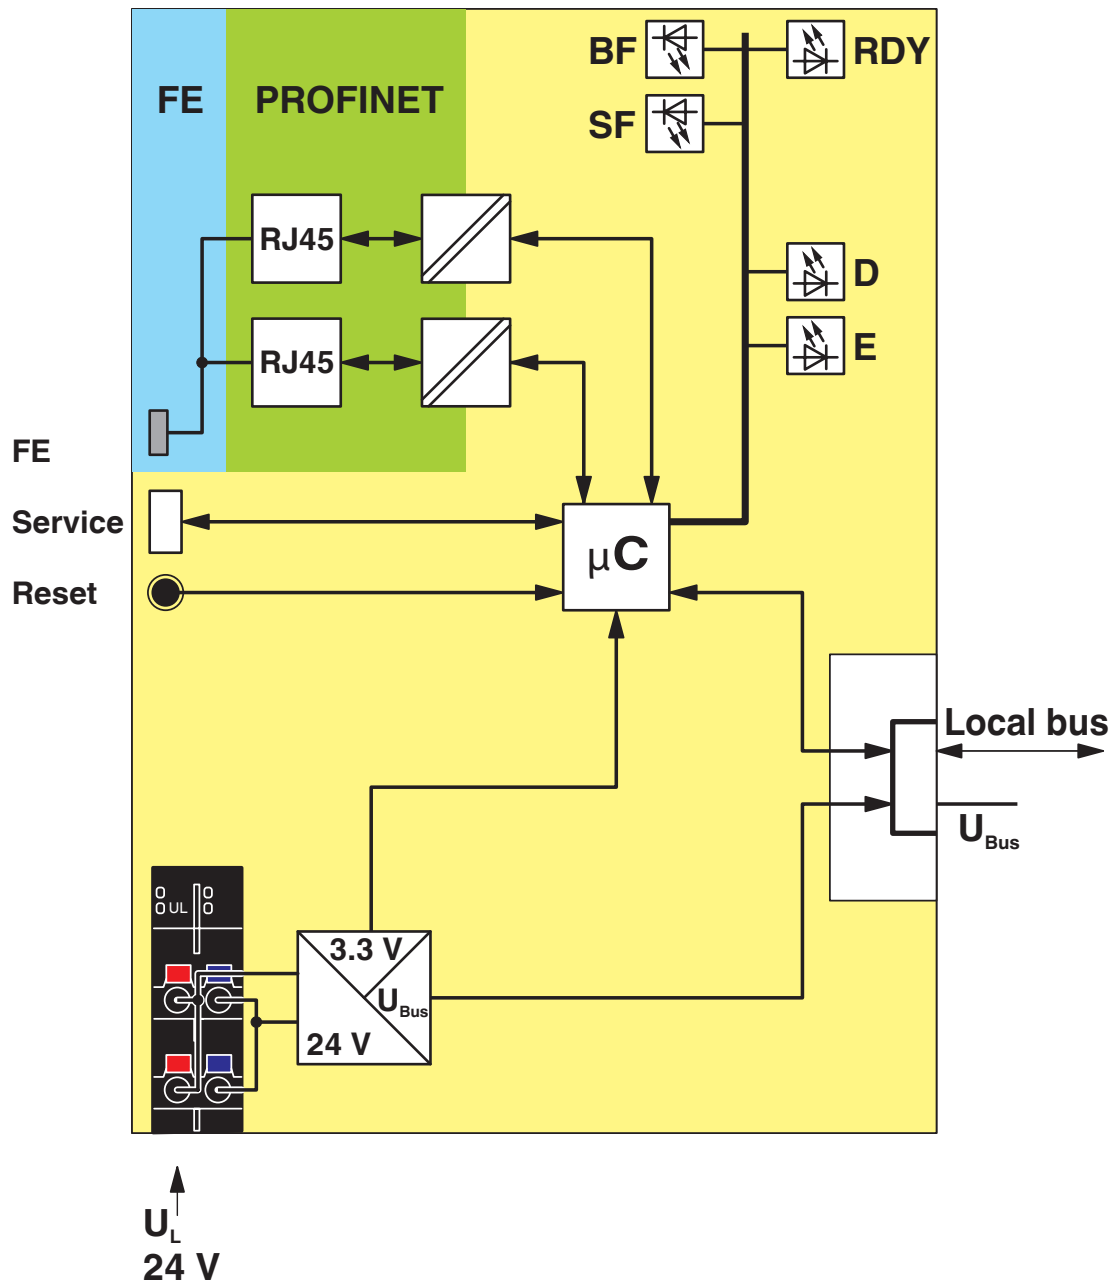 FE PROFINET
BF RDY
SF
RJ45
D
RJ45
E
FE
Service
Reset
µC
Local bus
UBus
UL
3.3 V
UBus
24 V
UL
24 V